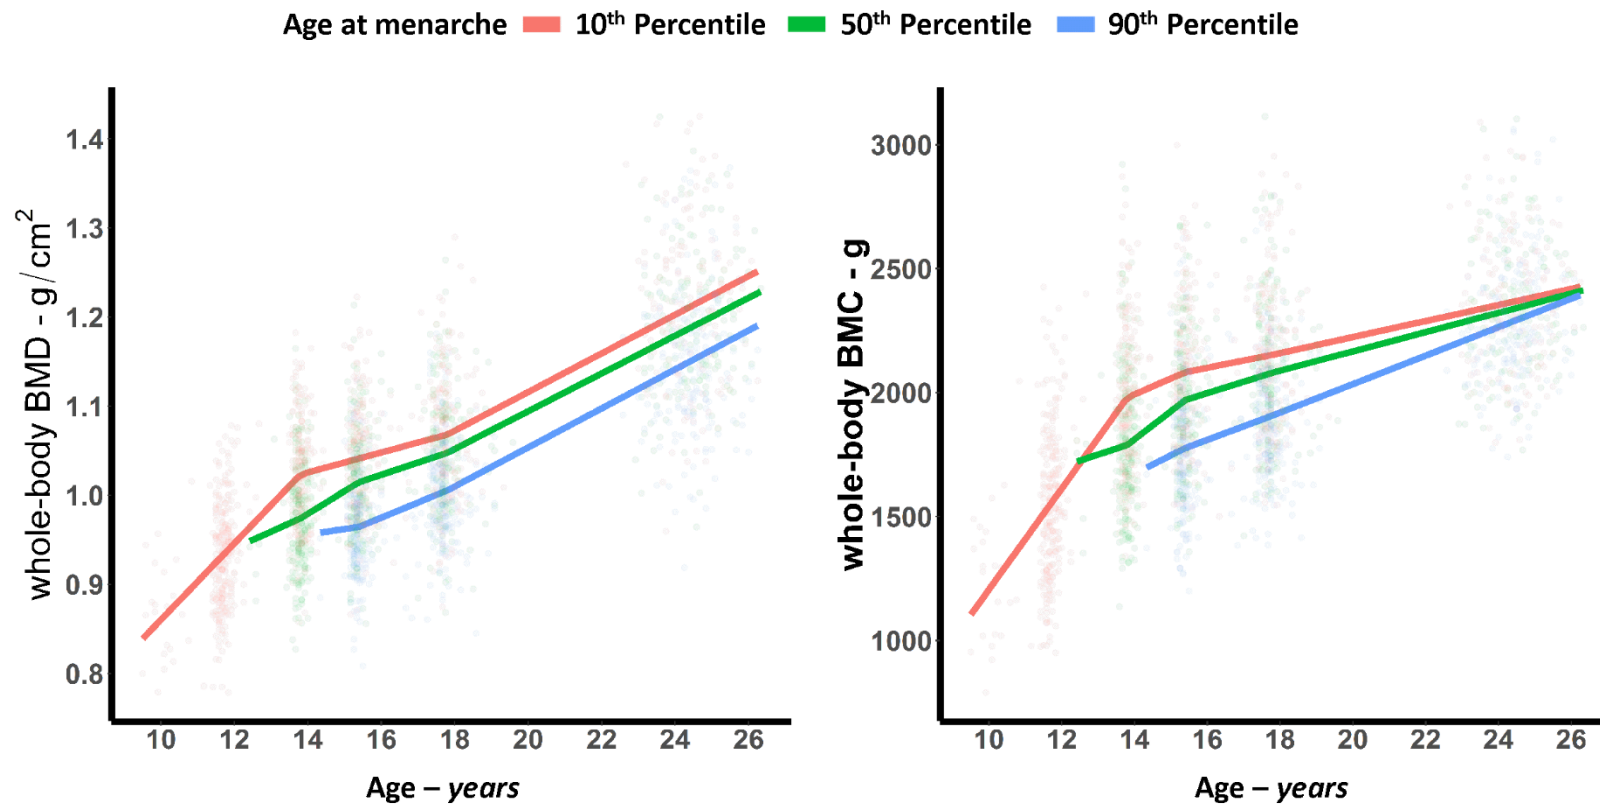 Age at menarche 10th Percentile 50th Percentile 90th Percentile
whole-body BMD - g/cm2
1.4
1.3
1.2
1.1
1.0
0.9
0.8
10 12 14 16 18 20 22 24 26
Age – years
whole-body BMC - g
3000
2500
2000
1500
1000
10 12 14 16 18 20 22 24 26
Age – years